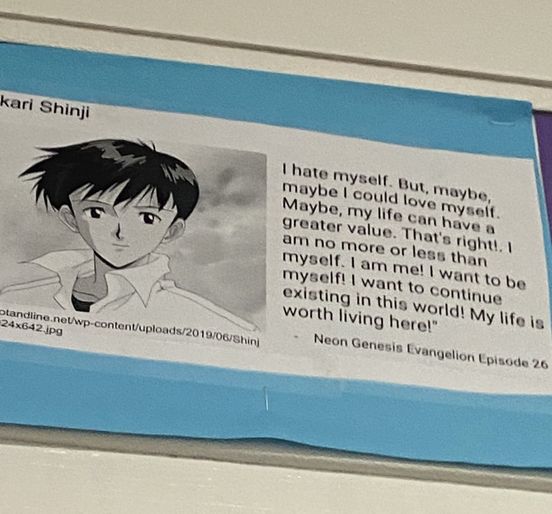 kari Shinji
I hate myself. But, maybe,
maybe I could love myself.
Maybe, my life can have a
greater value. That's right!. I
am no more or less than
myself. I am me! I want to be
myself! I want to continue
existing in this world! My life is
worth living here!"
- Neon Genesis Evangelion Episode 26
otandline.net/wp-content/uploads/2019/06/Shinj
24x642.jpg